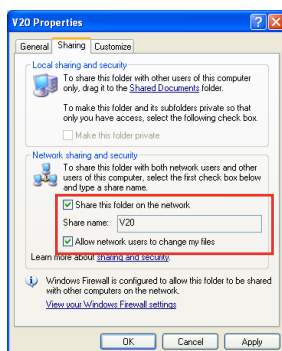 V20 Properties
General Sharing Customize
Local sharing and security
To share this folder with other users of this computer
only, drag it to the Shared Documents folder.
To make this folder and its subfolders private so that
only you have access, select the following check box.
Make this folder private
Network sharing and security
To share this folder with both network users and other
users of this computer, select the first check box below
and type a share name.
Share this folder on the network
Share name: V20
Allow network users to change my files
Learn more about sharing and security.
Windows Firewall is configured to allow this folder to be shared
with other computers on the network.
View your Windows Firewall settings
OK Cancel Apply